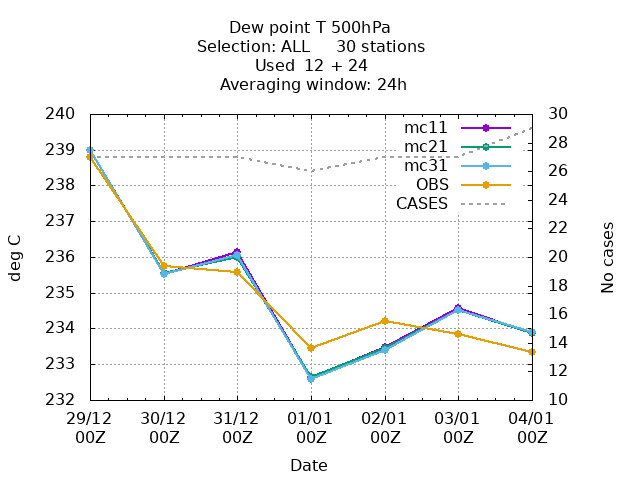 Dew point T 500hPa
Selection: ALL     30 stations
Used  12 + 24
Averaging window: 24h
240
239
238
237
236
235
234
233
232
30
28
26
24
22
20
18
16
14
12
10
mc11
mc21
mc31
OBS
CASES
deg C
No cases
29/12 30/12 31/12 01/01 02/01 03/01 04/01
00Z 00Z 00Z 00Z 00Z 00Z 00Z
Date